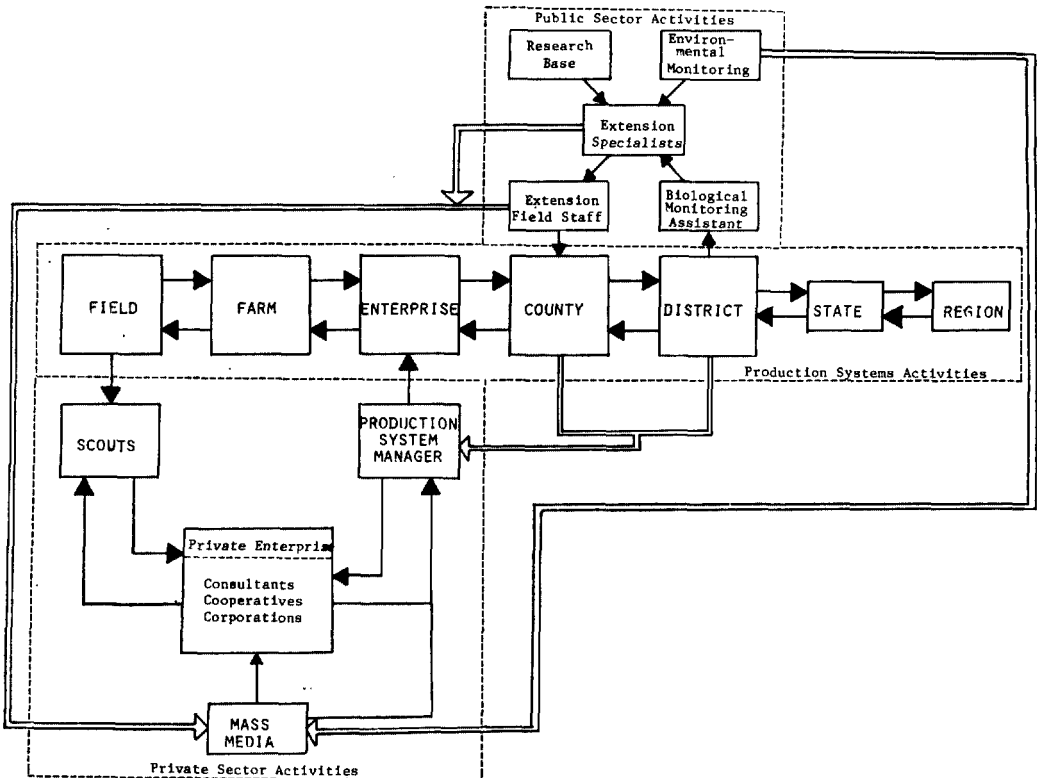 Public Sector Activities
Research
Base
Environ-
mental
Monitoring
Extension
Specialists
Extension
Field Staff
Biological
Monitoring
Assistant
FIELD
FARM
ENTERPRISE
COUNTY
DISTRICT
STATE
REGION
Production Systems Activities
SCOUTS
PRODUCTION
SYSTEM
MANAGER
Private Enterprise
Consultants
Cooperatives
Corporations
MASS
MEDIA
Private Sector Activities